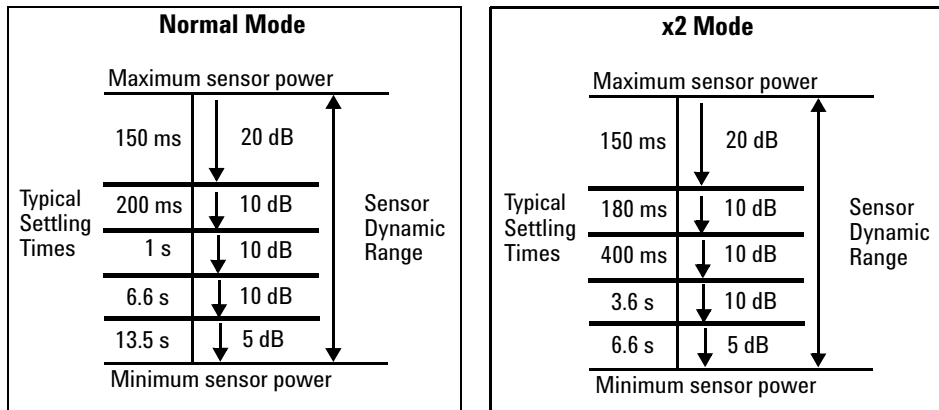 Normal Mode
Maximum sensor power
150 ms
20 dB
Typical
Settling
Times
200 ms
10 dB
1 s
10 dB
6.6 s
10 dB
13.5 s
5 dB
Sensor
Dynamic
Range
Minimum sensor power
x2 Mode
Maximum sensor power
150 ms
20 dB
Typical
Settling
Times
180 ms
10 dB
400 ms
10 dB
3.6 s
10 dB
6.6 s
5 dB
Sensor
Dynamic
Range
Minimum sensor power